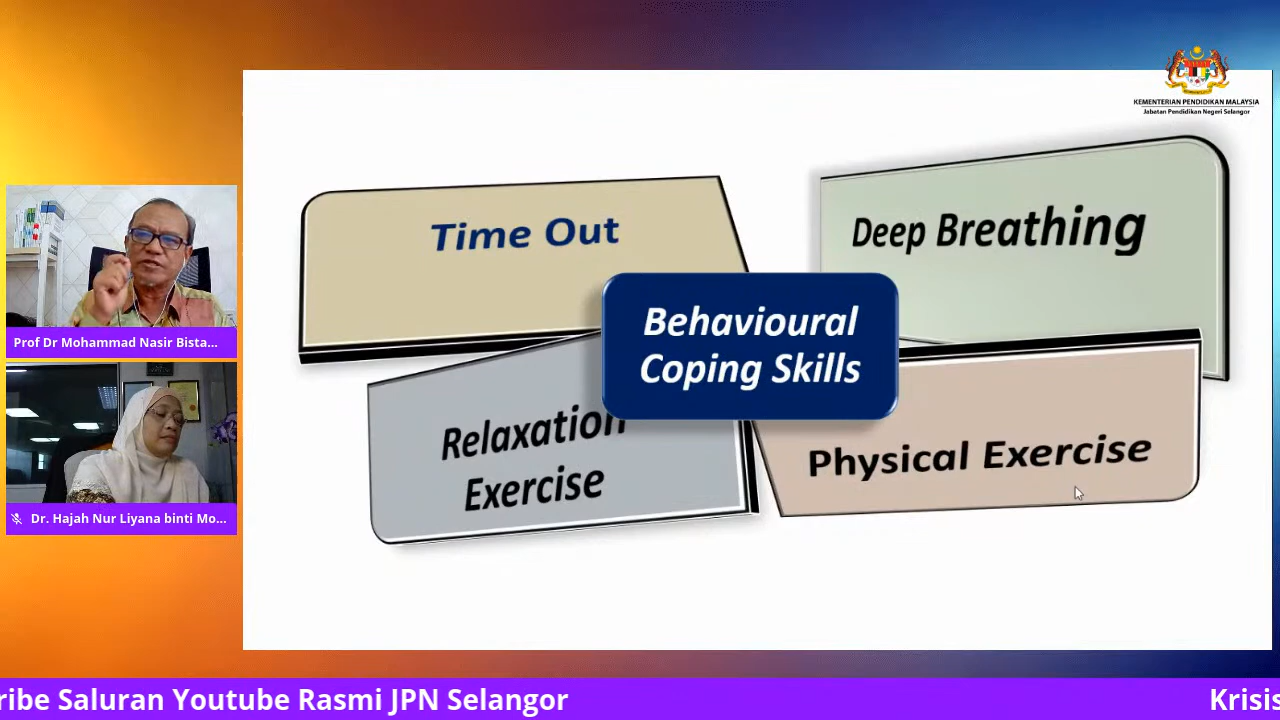 KEMENTERIAN PENDIDIKAN MALAYSIA
Jabatan Pendidikan Negeri Selangor
Time Out
Deep Breathing
Behavioural
Coping Skills
Relaxation
Exercise
Physical Exercise
Prof Dr Mohammad Nasir Bista...
Dr. Hajah Nur Liyana binti Mo...
ribe Saluran Youtube Rasmi JPN Selangor
Krisis